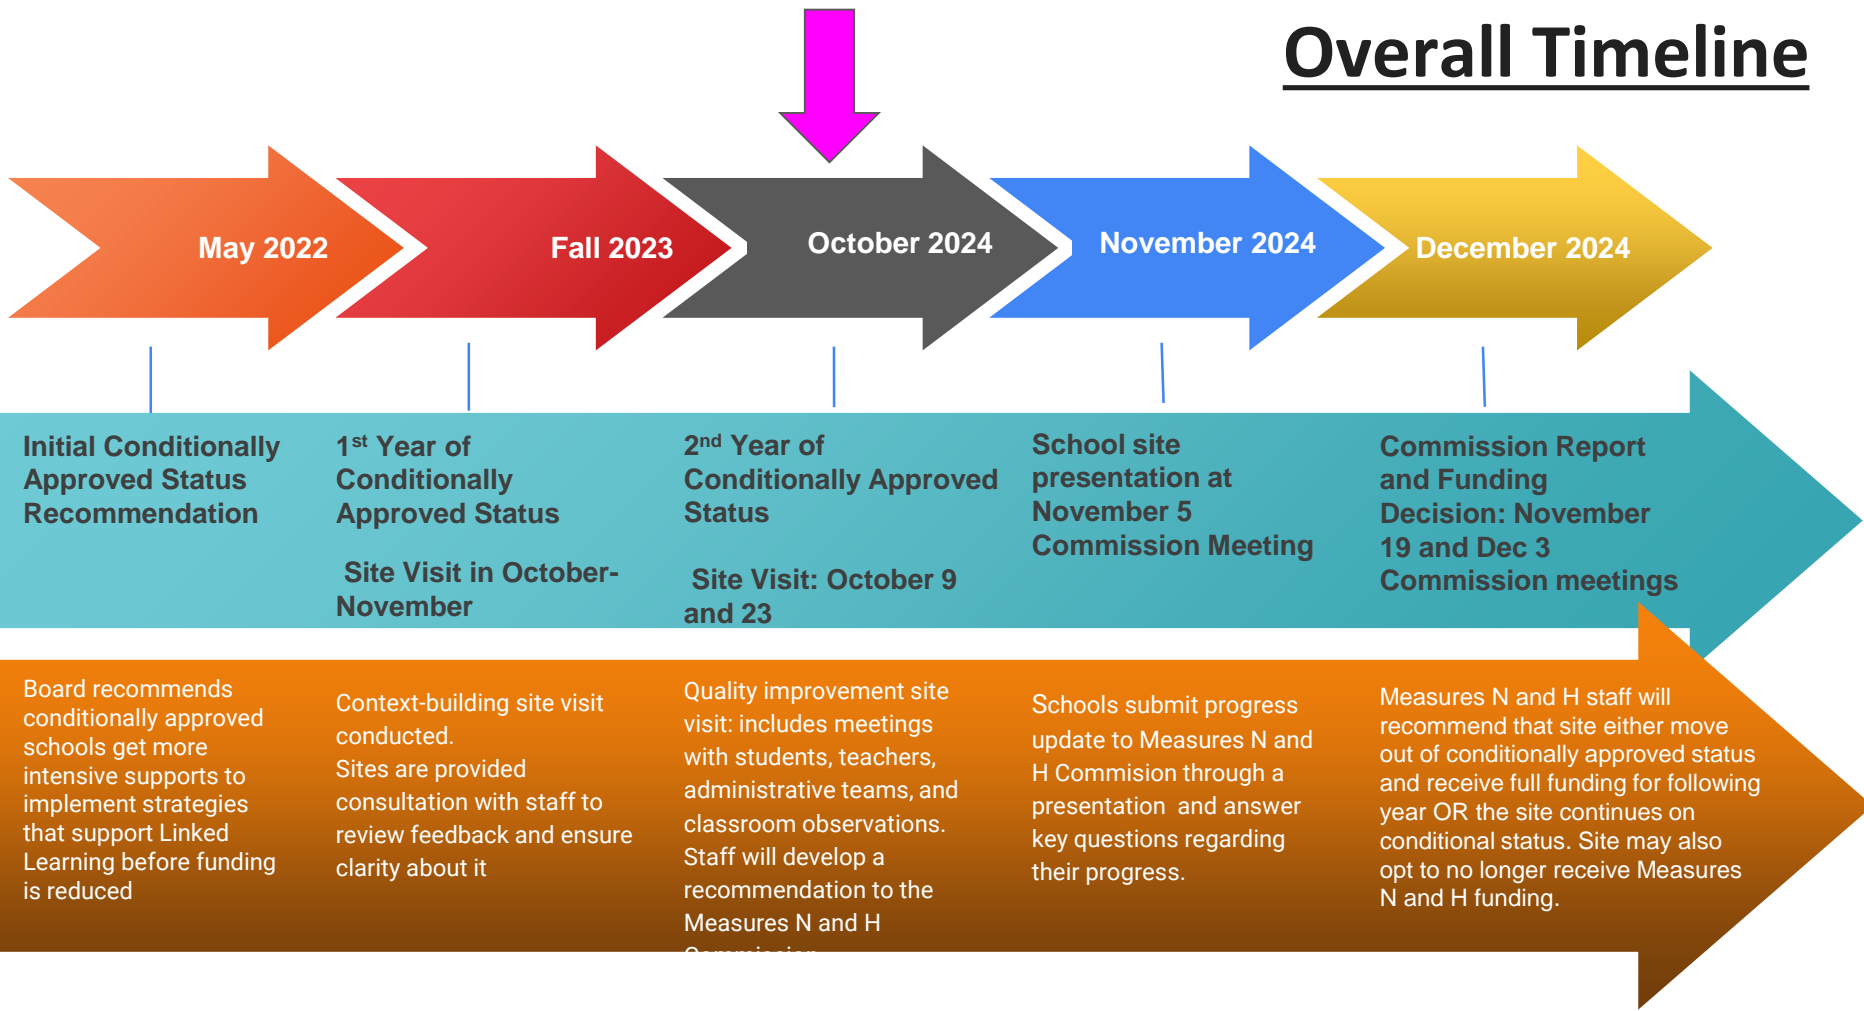 Overall Timeline
May 2022
Fall 2023
October 2024
November 2024
December 2024
Initial Conditionally
Approved Status
Recommendation
1st Year of
Conditionally
Approved Status
Site Visit in October-
November
2nd Year of
Conditionally Approved
Status
Site Visit: October 9
and 23
School site
presentation at
November 5
Commission Meeting
Commission Report
and Funding
Decision: November
19 and Dec 3
Commission meetings
Board recommends
conditionally approved
schools get more
intensive supports to
implement strategies
that support Linked
Learning before funding
is reduced
Context-building site visit
conducted.
Sites are provided
consultation with staff to
review feedback and ensure
clarity about it
Quality improvement site
visit: includes meetings
with students, teachers,
administrative teams, and
classroom observations.
Staff will develop a
recommendation to the
Measures N and H
Schools submit progress
update to Measures N and
H Commision through a
presentation and answer
key questions regarding
their progress.
Measures N and H staff will
recommend that site either move
out of conditionally approved status
and receive full funding for following
year OR the site continues on
conditional status. Site may also
opt to no longer receive Measures
N and H funding.